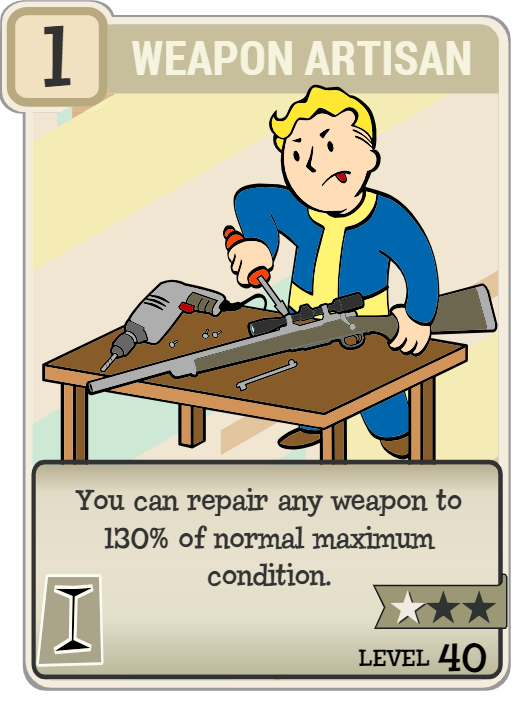 1
WEAPON ARTISAN
You can repair any weapon to
130% of normal maximum
condition.
LEVEL 40